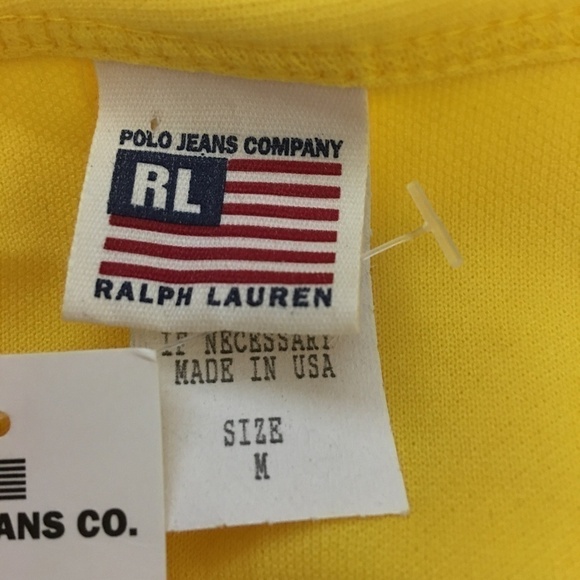 POLO JEANS COMPANY
RL
RALPH LAUREN
IF NECESSARY
MADE IN USA
SIZE
M
ANS CO.